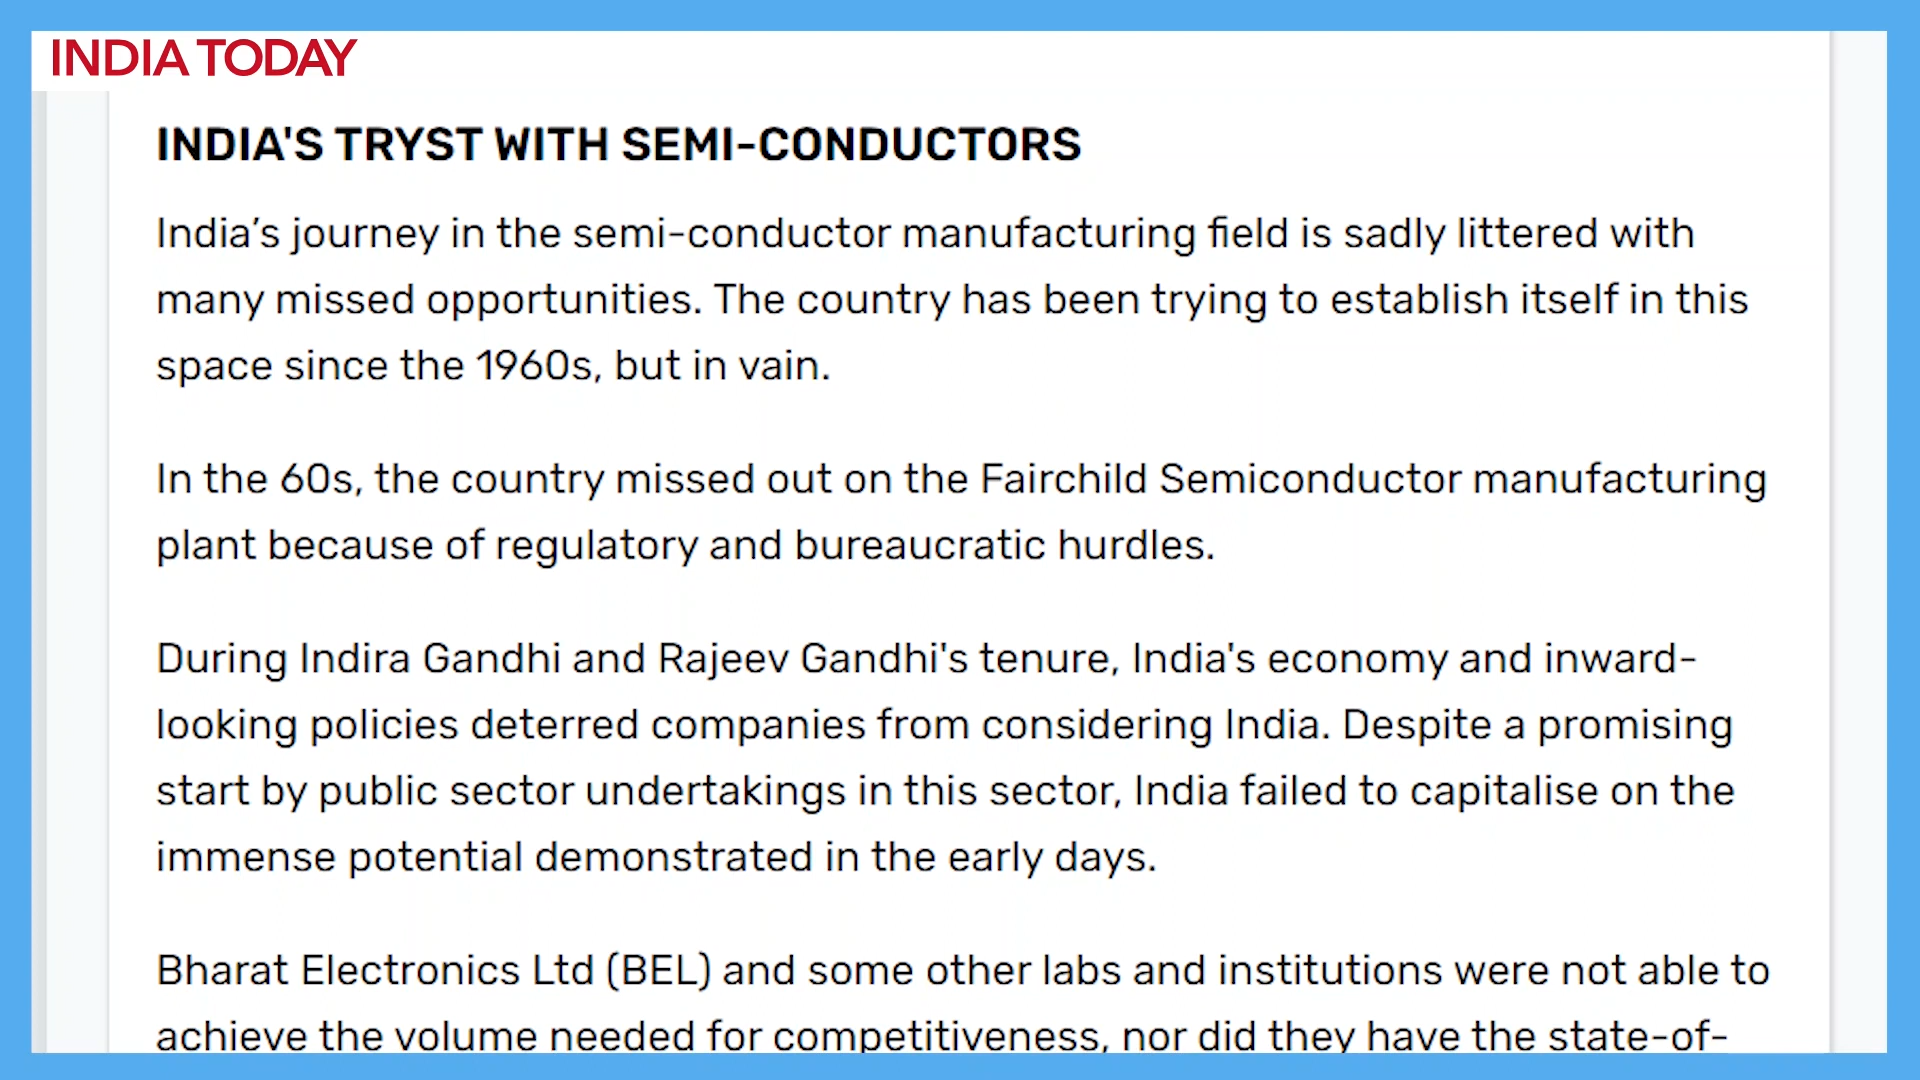 INDIA TODAY
INDIA'S TRYST WITH SEMI-CONDUCTORS
India’s journey in the semi-conductor manufacturing field is sadly littered with
many missed opportunities. The country has been trying to establish itself in this
space since the 1960s, but in vain.
In the 60s, the country missed out on the Fairchild Semiconductor manufacturing
plant because of regulatory and bureaucratic hurdles.
During Indira Gandhi and Rajeev Gandhi's tenure, India's economy and inward-
looking policies deterred companies from considering India. Despite a promising
start by public sector undertakings in this sector, India failed to capitalise on the
immense potential demonstrated in the early days.
Bharat Electronics Ltd (BEL) and some other labs and institutions were not able to
achieve the volume needed for competitiveness, nor did they have the state-of-